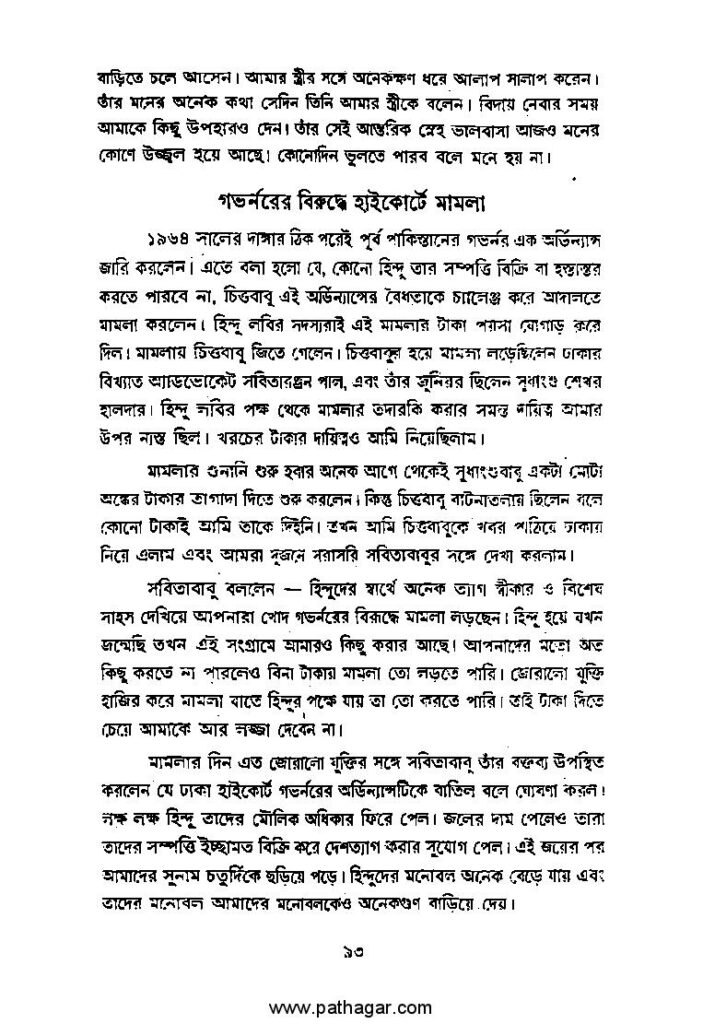 বাড়িতে চলে আসেন। আমার স্ত্রীর সঙ্গে অনেকক্ষণ ধরে আলাপ সালাপ করেন।
তাঁর মনের অনেক কথা সেদিন তিনি আমার স্ত্রীকে বলেন। বিদায় নেবার সময়
আমাকে কিছু উপহারও দেন। তাঁর সেই আন্তরিক স্নেহ ভালবাসা আজও মনের
কোণে উজ্জ্বল হয়ে আছে। কোনোদিন ভুলতে পারব বলে মনে হয় না।
গভর্নরের বিরুদ্ধে হাইকোর্টে মামলা
১৯৬৪ সালের দাঙ্গার ঠিক পরেই পূর্ব পাকিস্তানের গভর্নর এক অর্ডিন্যান্স
জারি করলেন। এতে বলা হলো যে, কোনো হিন্দু তার সম্পত্তি বিক্রি বা হস্তান্তর
করতে পারবে না, চিত্তবাবু এই অর্ডিন্যান্সের বৈধতাকে চ্যালেঞ্জ করে আদালতে
মামলা করলেন। হিন্দু লবির সদস্যরাই এই মামলার টাকা পয়সা যোগাড় করে
দিল। মামলায় চিত্তবাবু জিতে গেলেন। চিত্তবাবুর হয়ে মামলা লড়েছিলেন ঢাকার
বিখ্যাত অ্যাডভোকেট সবিতারঞ্জন পাল, এবং তাঁর জুনিয়র ছিলেন সুধাংশু শেখর
হালদার। হিন্দু লবির পক্ষ থেকে মামলার তদারকি করার সমস্ত দায়িত্ব আমার
উপর ন্যস্ত ছিল। খরচের টাকার দায়িত্বও আমি নিয়েছিলাম।
মামলার শুনানি শুরু হবার অনেক আগে থেকেই সুধাংশুবাবু একটা মোটা
অঙ্কের টাকার তাগাদা দিতে শুরু করলেন। কিন্তু চিত্তবাবু বাটনাতলায় ছিলেন বলে
কোনো টাকাই আমি তাকে দিইনি। তখন আমি চিত্তবাবুকে খবর পাঠিয়ে ঢাকায়
নিয়ে এলাম এবং আমরা দুজনে সরাসরি সবিতাবাবুর সঙ্গে দেখা করলাম।
সবিতাবাবু বললেন — হিন্দুদের স্বার্থে অনেক ত্যাগ স্বীকার ও বিশেষ
সাহস দেখিয়ে আপনারা খোদ গভর্নরের বিরূদ্ধে মামলা লড়ছেন। হিন্দু হয়ে যখন
জন্মেছি তখন এই সংগ্রামে আমারও কিছু করার আছে। আপনাদের মতো অত
কিছু করতে না পারলেও বিনা টাকায় মামলা তো লড়তে পারি। জোরালো যুক্তি
হাজির করে মামলা যাতে হিন্দুর পক্ষে যায় তা তো করতে পারি। তাই টাকা দিতে
চেয়ে আমাকে আর লজ্জা দেবেন না।
মামলার দিন এত জোরালো যুক্তির সঙ্গে সবিতাবাবু তাঁর বক্তব্য উপস্থিত
করলেন যে ঢাকা হাইকোর্ট গভর্নরের অর্ডিন্যান্সটিকে বাতিল বলে ঘোষণা করল।
লক্ষ লক্ষ হিন্দু তাদের মৌলিক অধিকার ফিরে পেল। জলের দাম পেলেও তারা
তাদের সম্পত্তি ইচ্ছামত বিক্রি করে দেশত্যাগ করার সুযোগ পেল। এই জয়ের পর
আমাদের সুনাম চতুর্দিকে ছড়িয়ে পড়ে। হিন্দুদের মনোবল অনেক বেড়ে যায় এবং
তাদের মনোবল আমাদের মনোবলকেও অনেকগুণ বাড়িয়ে দেয়।
৯৩
www.pathagar.com